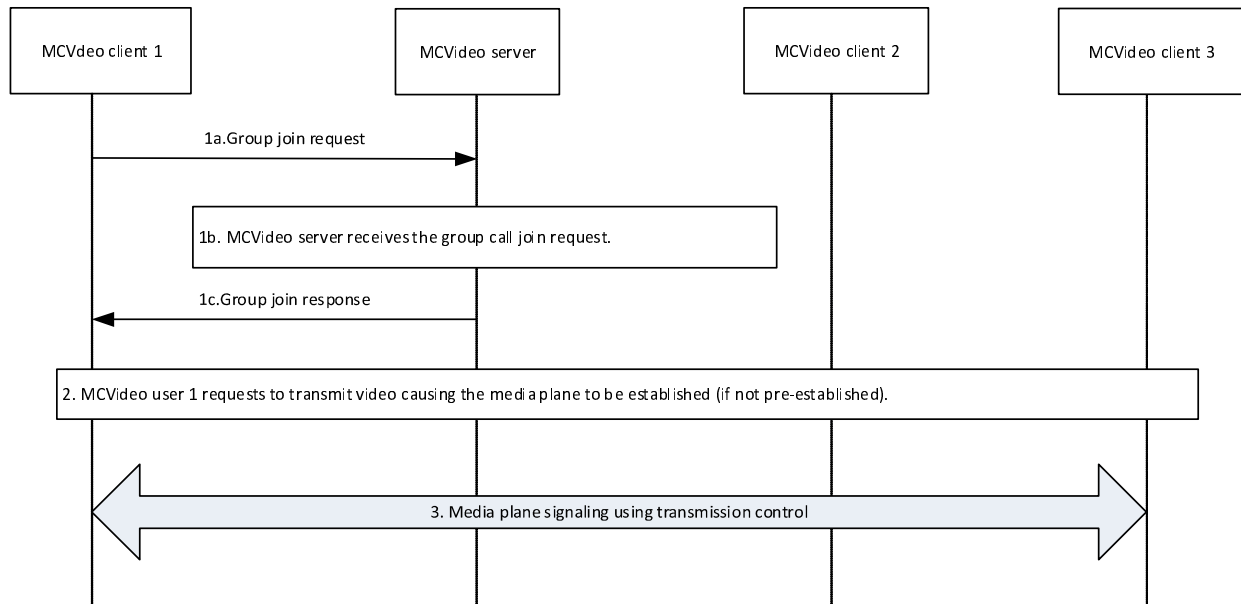 MCVdeo client 1
MCVideo server
MCVideo client 2
MCVideo client 3
1a.Group join request
1b. MCVideo server receives the group call join request.
1c.Group join response
2. MCVideo user 1 requests to transmit video causing the media plane to be established (if not pre-established).
3. Media plane signaling using transmission control